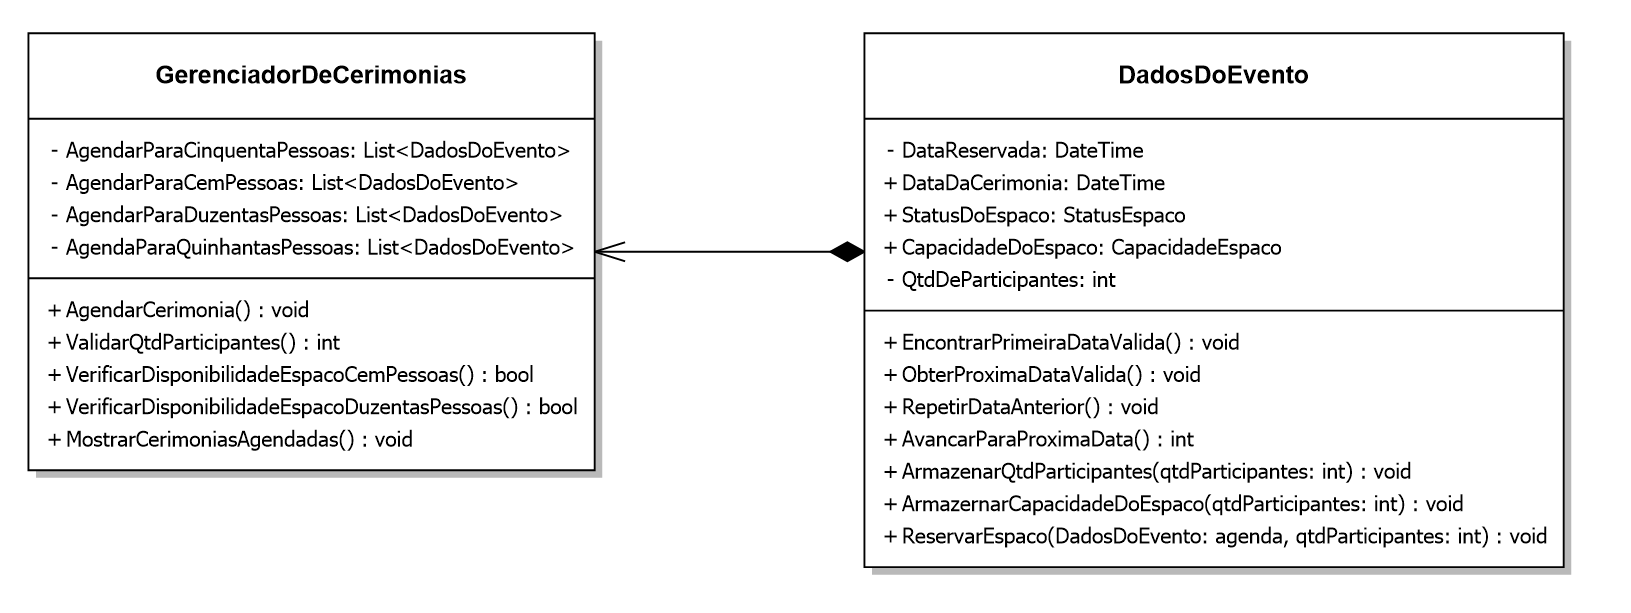 GerenciadorDeCerimonias
- AgendarParaCinquentaPessoas: List<DadosDoEvento>
- AgendarParaCemPessoas: List<DadosDoEvento>
- AgendarParaDuzentasPessoas: List<DadosDoEvento>
- AgendaParaQuinhantasPessoas: List<DadosDoEvento>
+ AgendarCerimonia() : void
+ ValidarQtdParticipantes() : int
+ VerificarDisponibilidadeEspacoCemPessoas() : bool
+ VerificarDisponibilidadeEspacoDuzentasPessoas() : bool
+ MostrarCerimoniasAgendadas() : void
DadosDoEvento
- DataReservada: DateTime
+ DataDaCerimonia: DateTime
+ StatusDoEspaco: StatusEspaco
+ CapacidadeDoEspaco: CapacidadeEspaco
- QtdDeParticipantes: int
+ EncontrarPrimeiraDataValida() : void
+ ObterProximaDataValida() : void
+ RepetirDataAnterior() : void
+ AvancarParaProximaData() : int
+ ArmazenarQtdParticipantes(qtdParticipantes: int) : void
+ ArmazernarCapacidadeDoEspaco(qtdParticipantes: int) : void
+ ReservarEspaco(DadosDoEvento: agenda, qtdParticipantes: int) : void